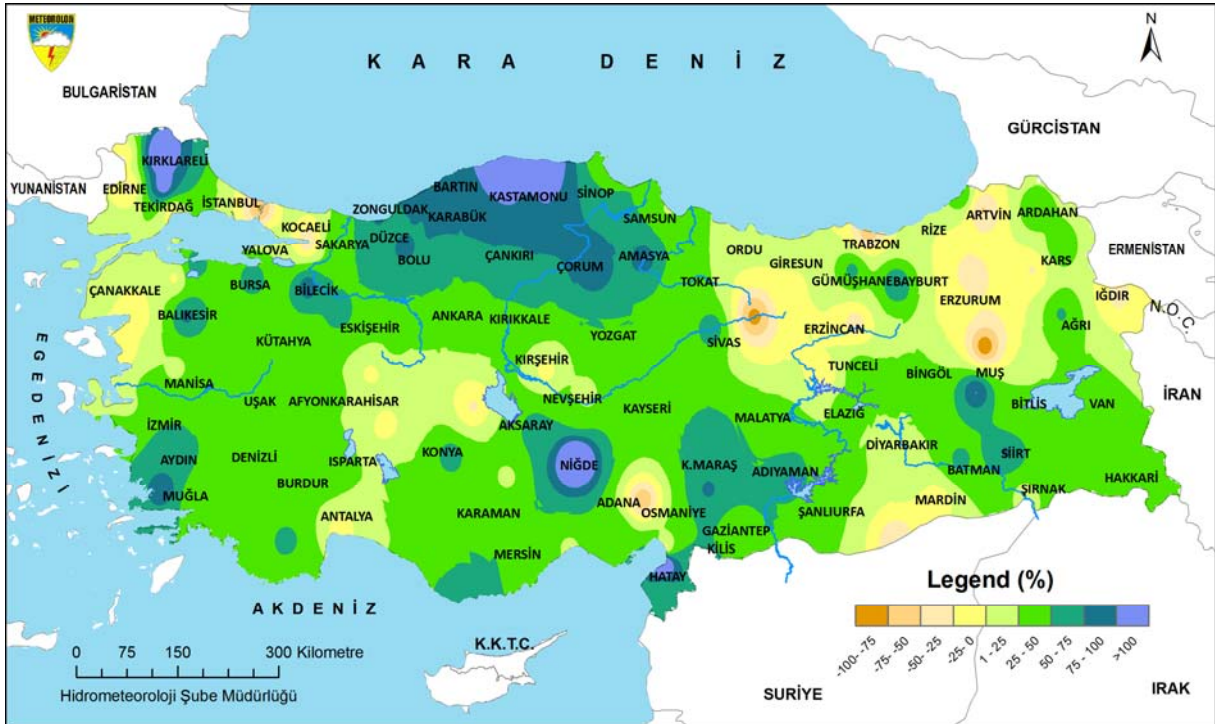 METEOROLOJİ
N
K A R A D E N İ Z
BULGARİSTAN
GÜRCİSTAN
YUNANİSTAN
ERMENİSTAN
N.O.C.
İRAN
E G E D E N İ Z İ
KIRKLARELİ
EDİRNE
TEKİRDAĞ
İSTANBUL
KOCAELİ
YALOVA
SAKARYA
ZONGULDAK
BARTIN
KASTAMONU
SİNOP
KARABÜK
DÜZCE
BOLU
ÇANKIRI
ÇORUM
SAMSUN
AMASYA
TOKAT
ORDU
GİRESUN
TRABZON
RİZE
ARTVİN
ARDAHAN
KARS
GÜMÜŞHANE
BAYBURT
ERZURUM
IĞDIR
AĞRI
ERZİNCAN
ÇANAKKALE
BURSA
BİLECİK
BALIKESİR
ESKİŞEHİR
ANKARA
KIRIKKALE
YOZGAT
SİVAS
KÜTAHYA
KIRŞEHİR
TUNCELİ
BİNGÖL
MUŞ
BİTLİS
VAN
MANİSA
UŞAK
AFYONKARAHİSAR
NEVŞEHİR
KAYSERİ
MALATYA
ELAZIĞ
İZMİR
AKSARAY
DİYARBAKIR
AYDIN
DENİZLİ
ISPARTA
KONYA
NİĞDE
K.MARAŞ
ADIYAMAN
BATMAN
SİİRT
HAKKARİ
ŞIRNAK
MUĞLA
BURDUR
ANTALYA
KARAMAN
ADANA
OSMANİYE
GAZİANTEP
KİLİS
ŞANLIURFA
MARDİN
MERSİN
HATAY
A K D E N İ Z
K.K.T.C.
SURİYE
IRAK
0 75 150 300 Kilometre
Hidrometeoroloji Şube Müdürlüğü
Legend (%)
-100- -75
-75- -50
-50- -25
-25 -0
1 - 25
25 - 50
50 - 75
75 - 100
>100